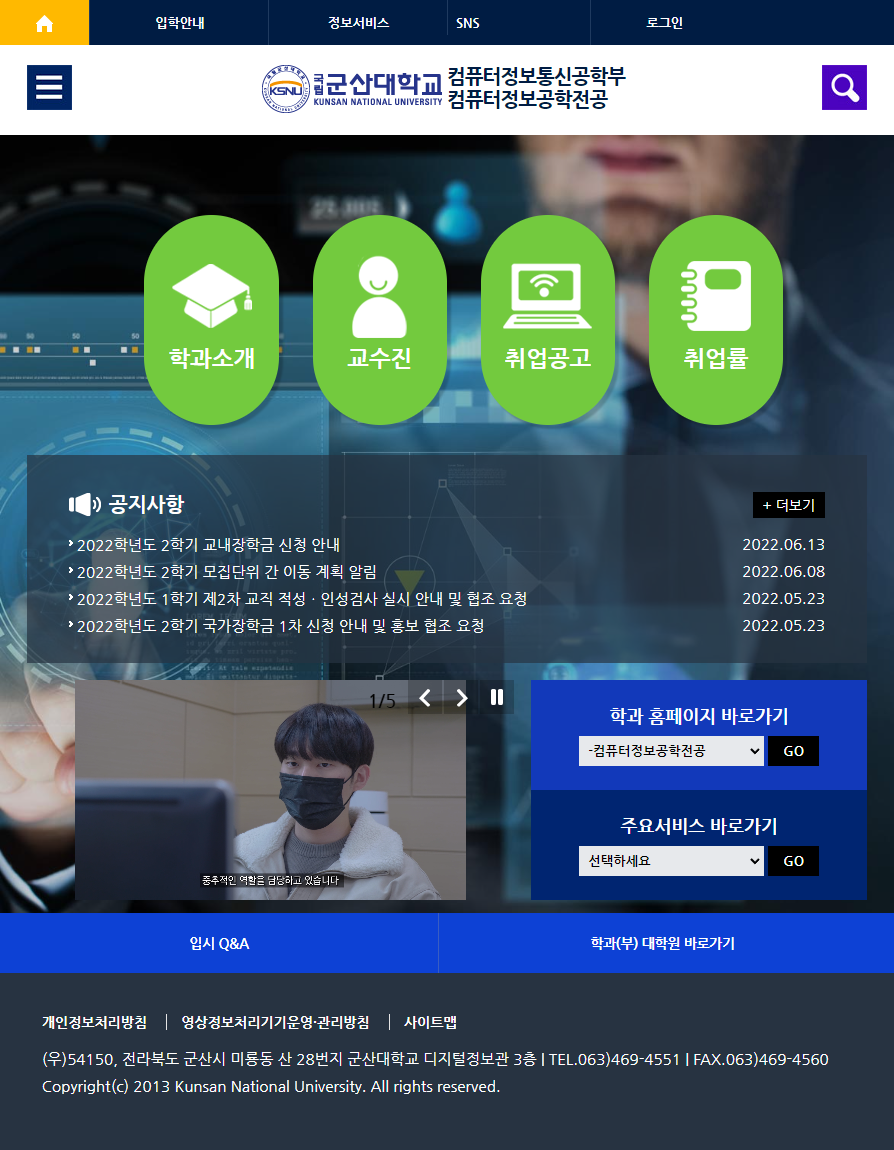 입학안내
정보서비스
SNS
로그인
KSNU
국립 군산대학교
KUNSAN NATIONAL UNIVERSITY
컴퓨터정보통신공학부
컴퓨터정보공학전공
학과소개
교수진
취업공고
취업률
공지사항
+ 더보기
2022학년도 2학기 교내장학금 신청 안내 2022.06.13
2022학년도 2학기 모집단위 간 이동 계획 알림 2022.06.08
2022학년도 1학기 제2차 교직 적성ㆍ인성검사 실시 안내 및 협조 요청 2022.05.23
2022학년도 2학기 국가장학금 1차 신청 안내 및 홍보 협조 요청 2022.05.23
1/5
중추적인 역할을 담당하고 있습니다
학과 홈페이지 바로가기
-컴퓨터정보공학전공 GO
주요서비스 바로가기
선택하세요 GO
입시 Q&A
학과(부) 대학원 바로가기
개인정보처리방침 | 영상정보처리기기운영·관리방침 | 사이트맵
(우)54150, 전라북도 군산시 미룡동 산 28번지 군산대학교 디지털정보관 3층 | TEL.063)469-4551 | FAX.063)469-4560
Copyright(c) 2013 Kunsan National University. All rights reserved.